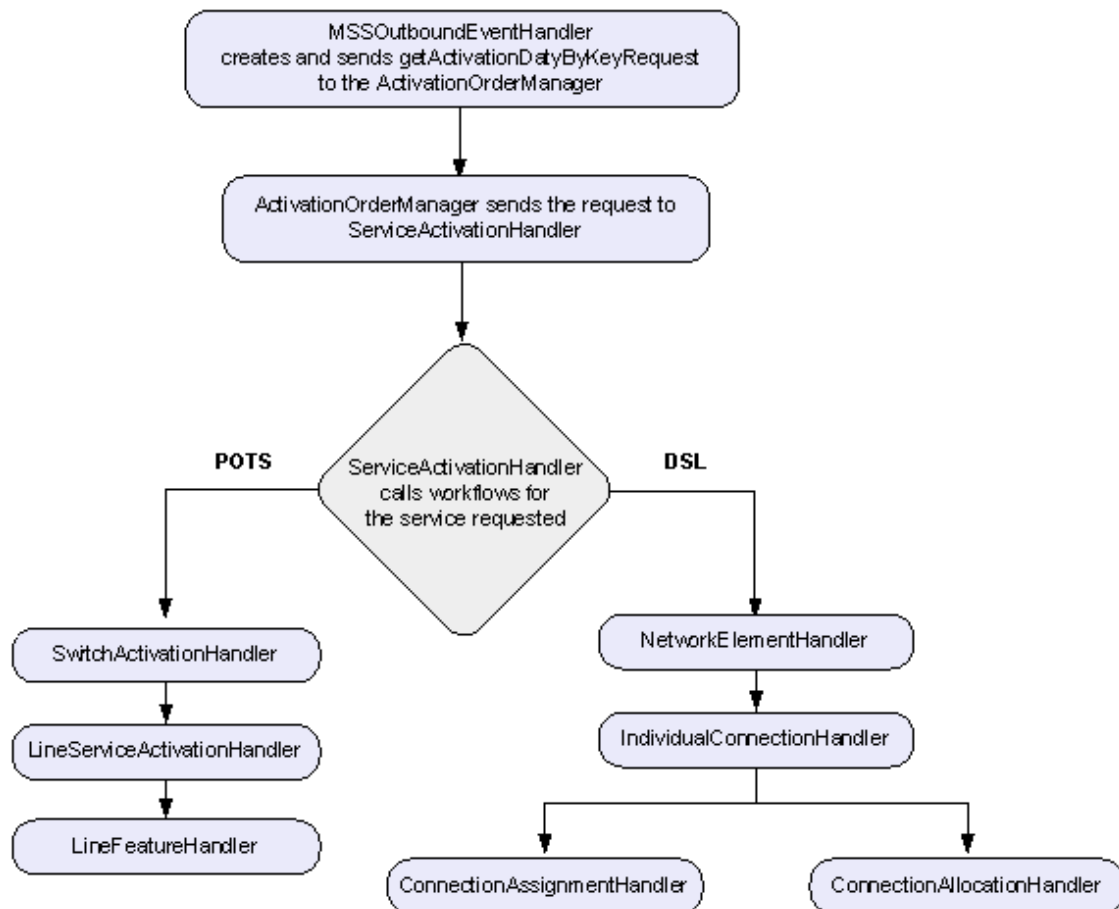 MSSOutboundEventHandler
creates and sends getActivationDatyByKeyRequest
to the ActivationOrderManager
ActivationOrderManager sends the request to
ServiceActivationHandler
POTS
ServiceActivationHandler
calls workflows for
the service requested
DSL
SwitchActivationHandler
NetworkElementHandler
LineServiceActivationHandler
IndividualConnectionHandler
LineFeatureHandler
ConnectionAssignmentHandler
ConnectionAllocationHandler